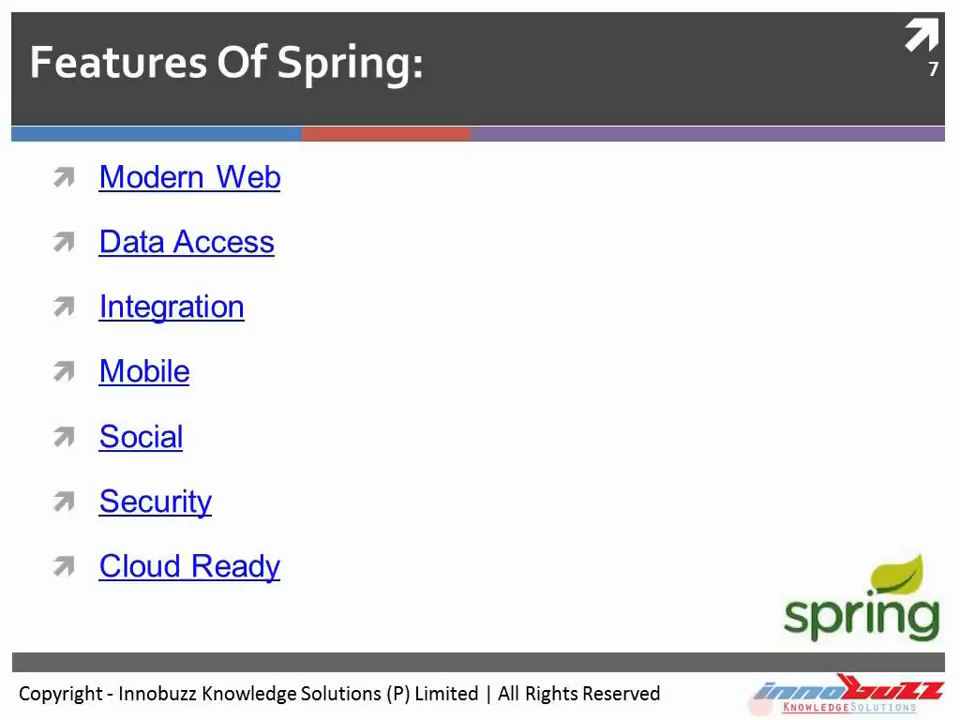 Features Of Spring:
7
Modern Web
Data Access
Integration
Mobile
Social
Security
Cloud Ready
spring
Copyright - Innobuzz Knowledge Solutions (P) Limited | All Rights Reserved
innobuzz
KNOWLEDGESOLUTIONS